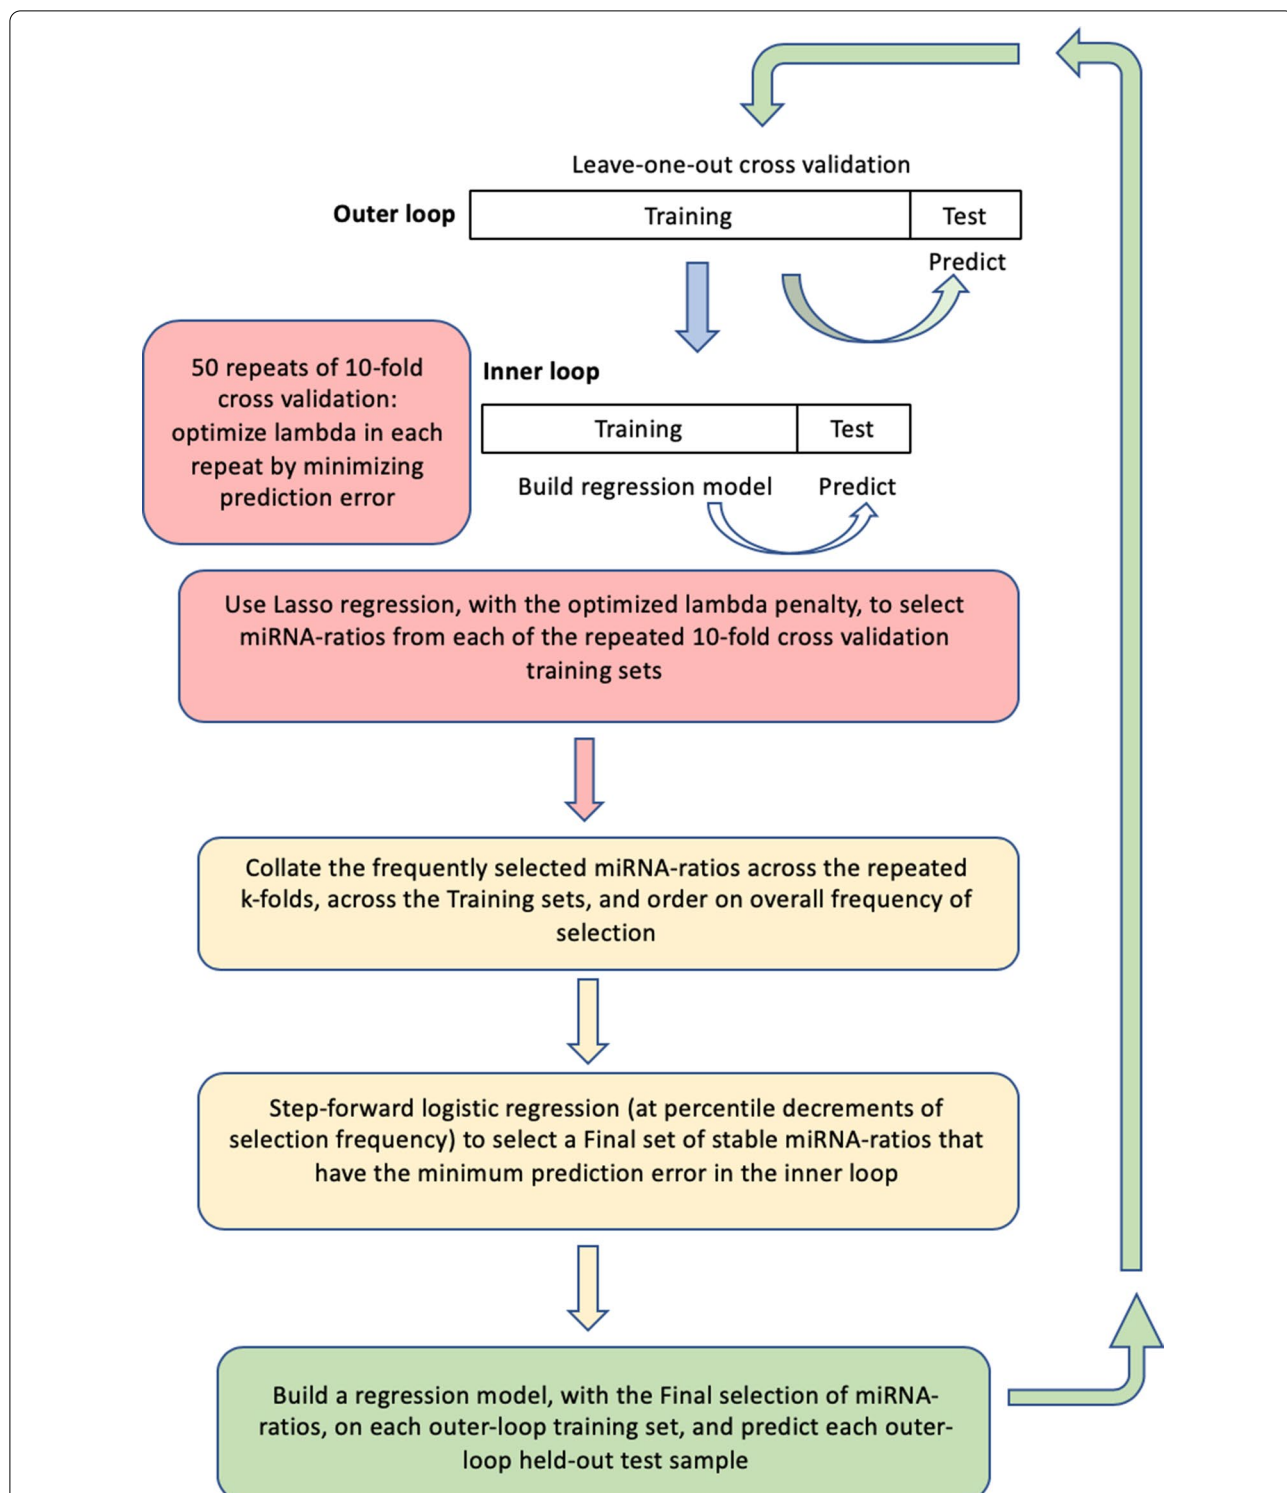 Leave-one-out cross validation
Outer loop
Training
Test
Predict
50 repeats of 10-fold
cross validation:
optimize lambda in each
repeat by minimizing
prediction error
Inner loop
Training
Test
Build regression model
Predict
Use Lasso regression, with the optimized lambda penalty, to select
miRNA-ratios from each of the repeated 10-fold cross validation
training sets
Collate the frequently selected miRNA-ratios across the repeated
k-folds, across the Training sets, and order on overall frequency of
selection
Step-forward logistic regression (at percentile decrements of
selection frequency) to select a Final set of stable miRNA-ratios that
have the minimum prediction error in the inner loop
Build a regression model, with the Final selection of miRNA-
ratios, on each outer-loop training set, and predict each outer-
loop held-out test sample